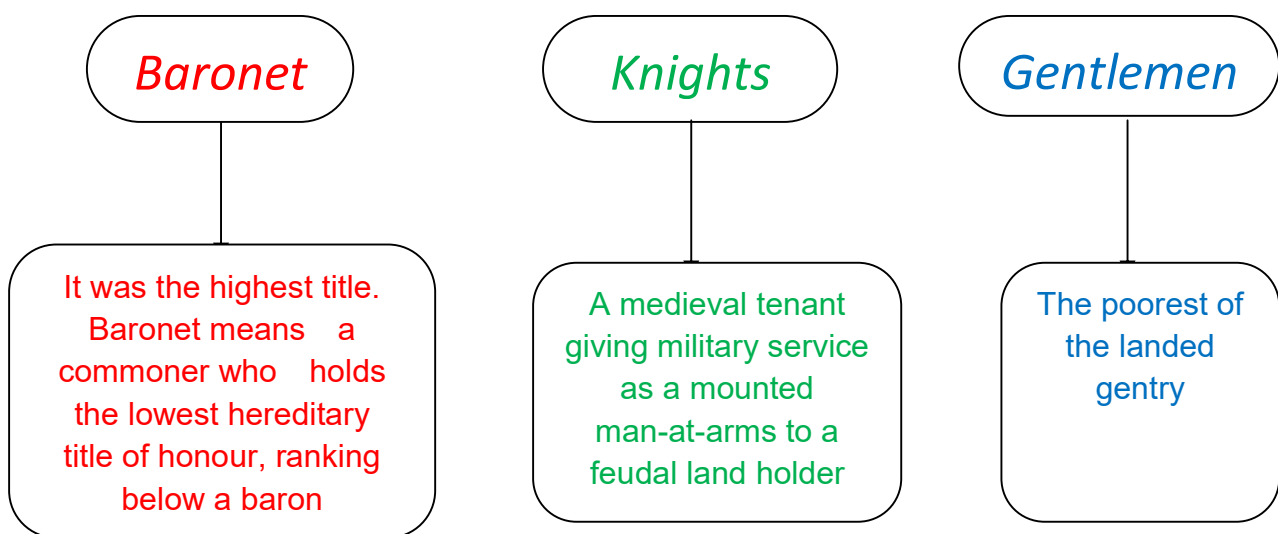 Baronet
It was the highest title.
Baronet means a
commoner who holds
the lowest hereditary
title of honour, ranking
below a baron
Knights
A medieval tenant
giving military service
as a mounted
man-at-arms to a
feudal land holder
Gentlemen
The poorest of
the landed
gentry